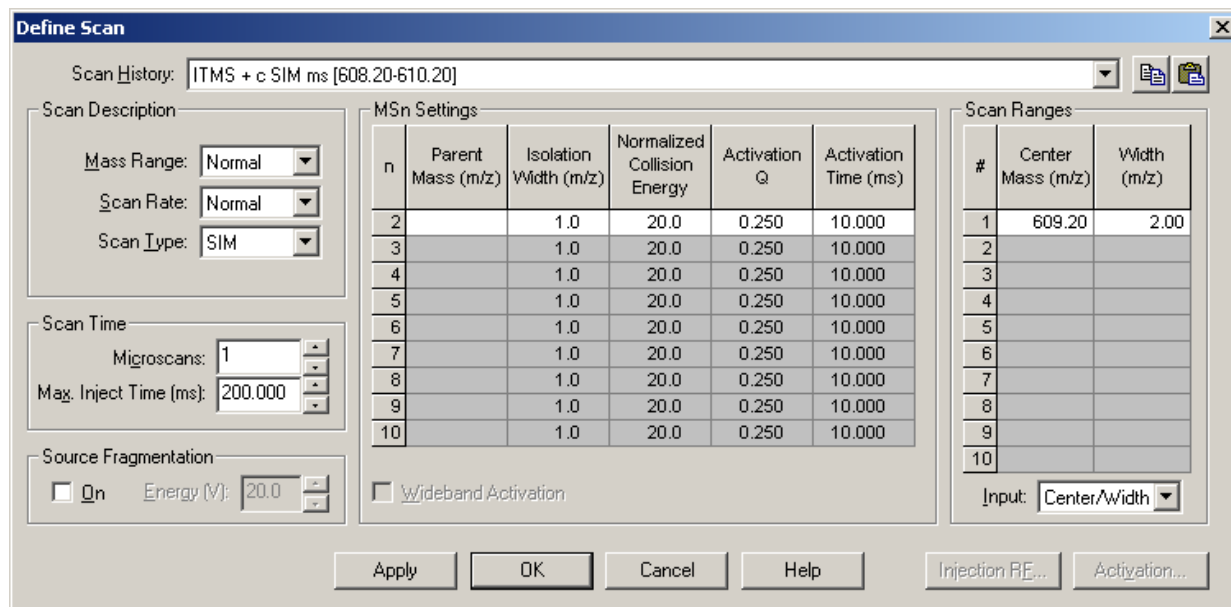 Define Scan
Scan History: ITMS + c SIM ms [608.20-610.20]
Scan Description
Mass Range: Normal
Scan Rate: Normal
Scan Type: SIM
Scan Time
Microscans: 1
Max. Inject Time (ms): 200.000
Source Fragmentation
On Energy (V): 20.0
MSn Settings
n Parent Mass (m/z) Isolation Width (m/z) Normalized Collision Energy Activation Q Activation Time (ms)
2 1.0 20.0 0.250 10.000
3 1.0 20.0 0.250 10.000
4 1.0 20.0 0.250 10.000
5 1.0 20.0 0.250 10.000
6 1.0 20.0 0.250 10.000
7 1.0 20.0 0.250 10.000
8 1.0 20.0 0.250 10.000
9 1.0 20.0 0.250 10.000
10 1.0 20.0 0.250 10.000
Wideband Activation
Scan Ranges
# Center Mass (m/z) Width (m/z)
1 609.20 2.00
2
3
4
5
6
7
8
9
10
Input: Center/Width
Apply OK Cancel Help Injection RF... Activation...